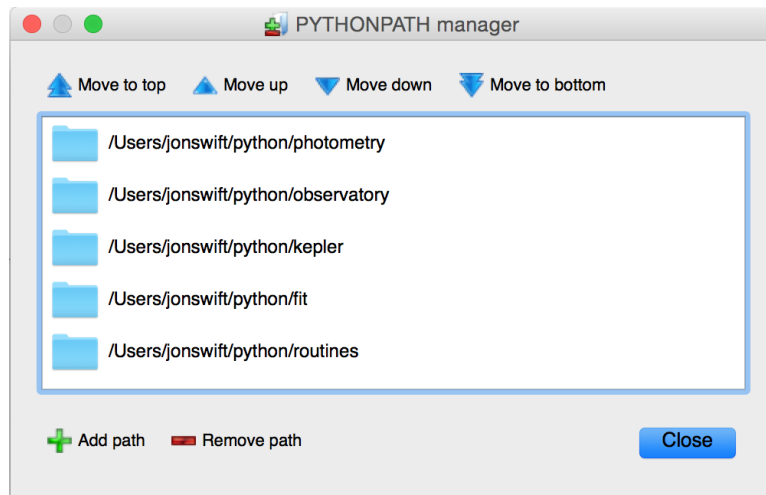 PYTHONPATH manager
Move to top Move up Move down Move to bottom
/Users/jonswift/python/photometry
/Users/jonswift/python/observatory
/Users/jonswift/python/kepler
/Users/jonswift/python/fit
/Users/jonswift/python/routines
Add path Remove path Close